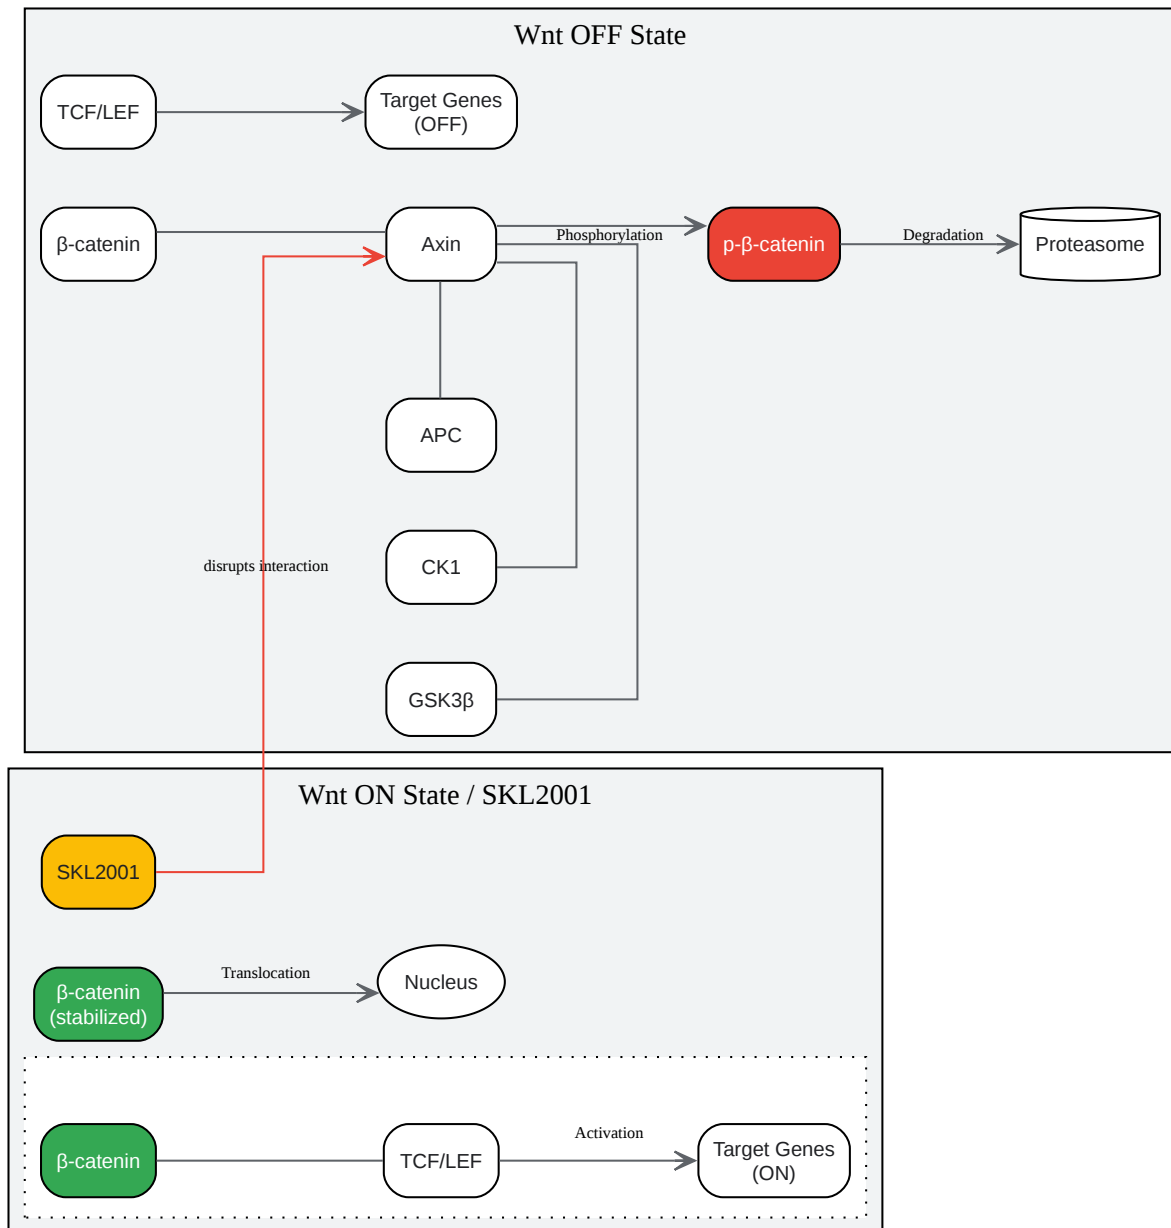 Wnt OFF State
TCF/LEF
Target Genes
(OFF)
β-catenin
Axin
Phosphorylation
p-β-catenin
Degradation
Proteasome
APC
disrupts interaction
CK1
GSK3β
Wnt ON State / SKL2001
SKL2001
β-catenin
(stabilized)
Translocation
Nucleus
β-catenin
TCF/LEF
Activation
Target Genes
(ON)